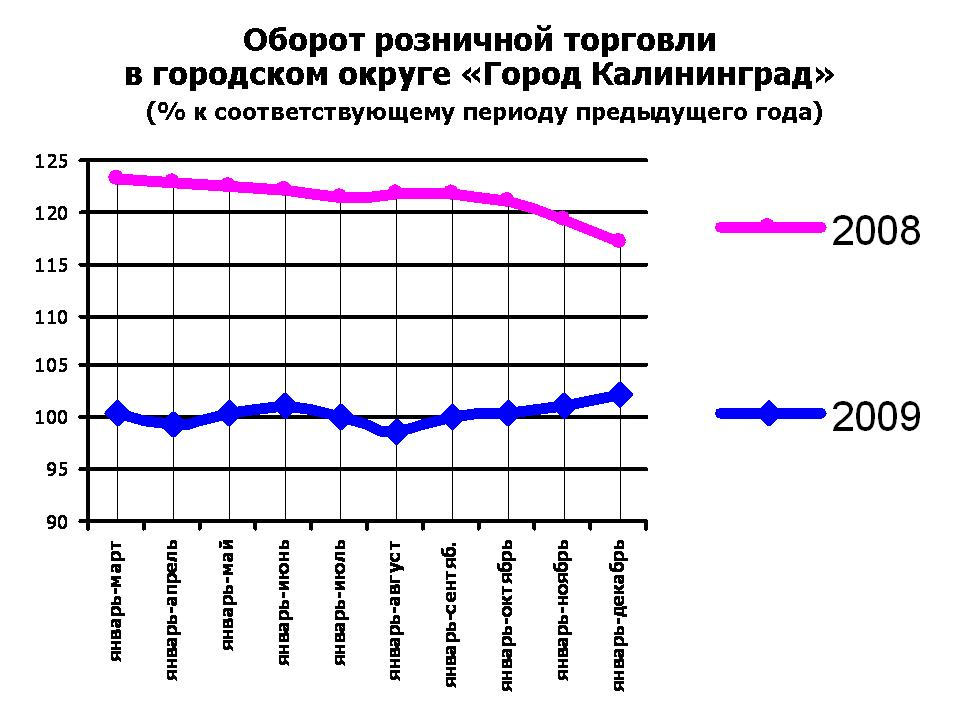 Оборот розничной торговли
в городском округе «Город Калининград»
(% к соответствующему периоду предыдущего года)
125
120
115
110
105
100
95
90
январь-март
январь-апрель
январь-май
январь-июнь
январь-июль
январь-август
январь-сентяб.
январь-октябрь
январь-ноябрь
январь-декабрь
2008
2009